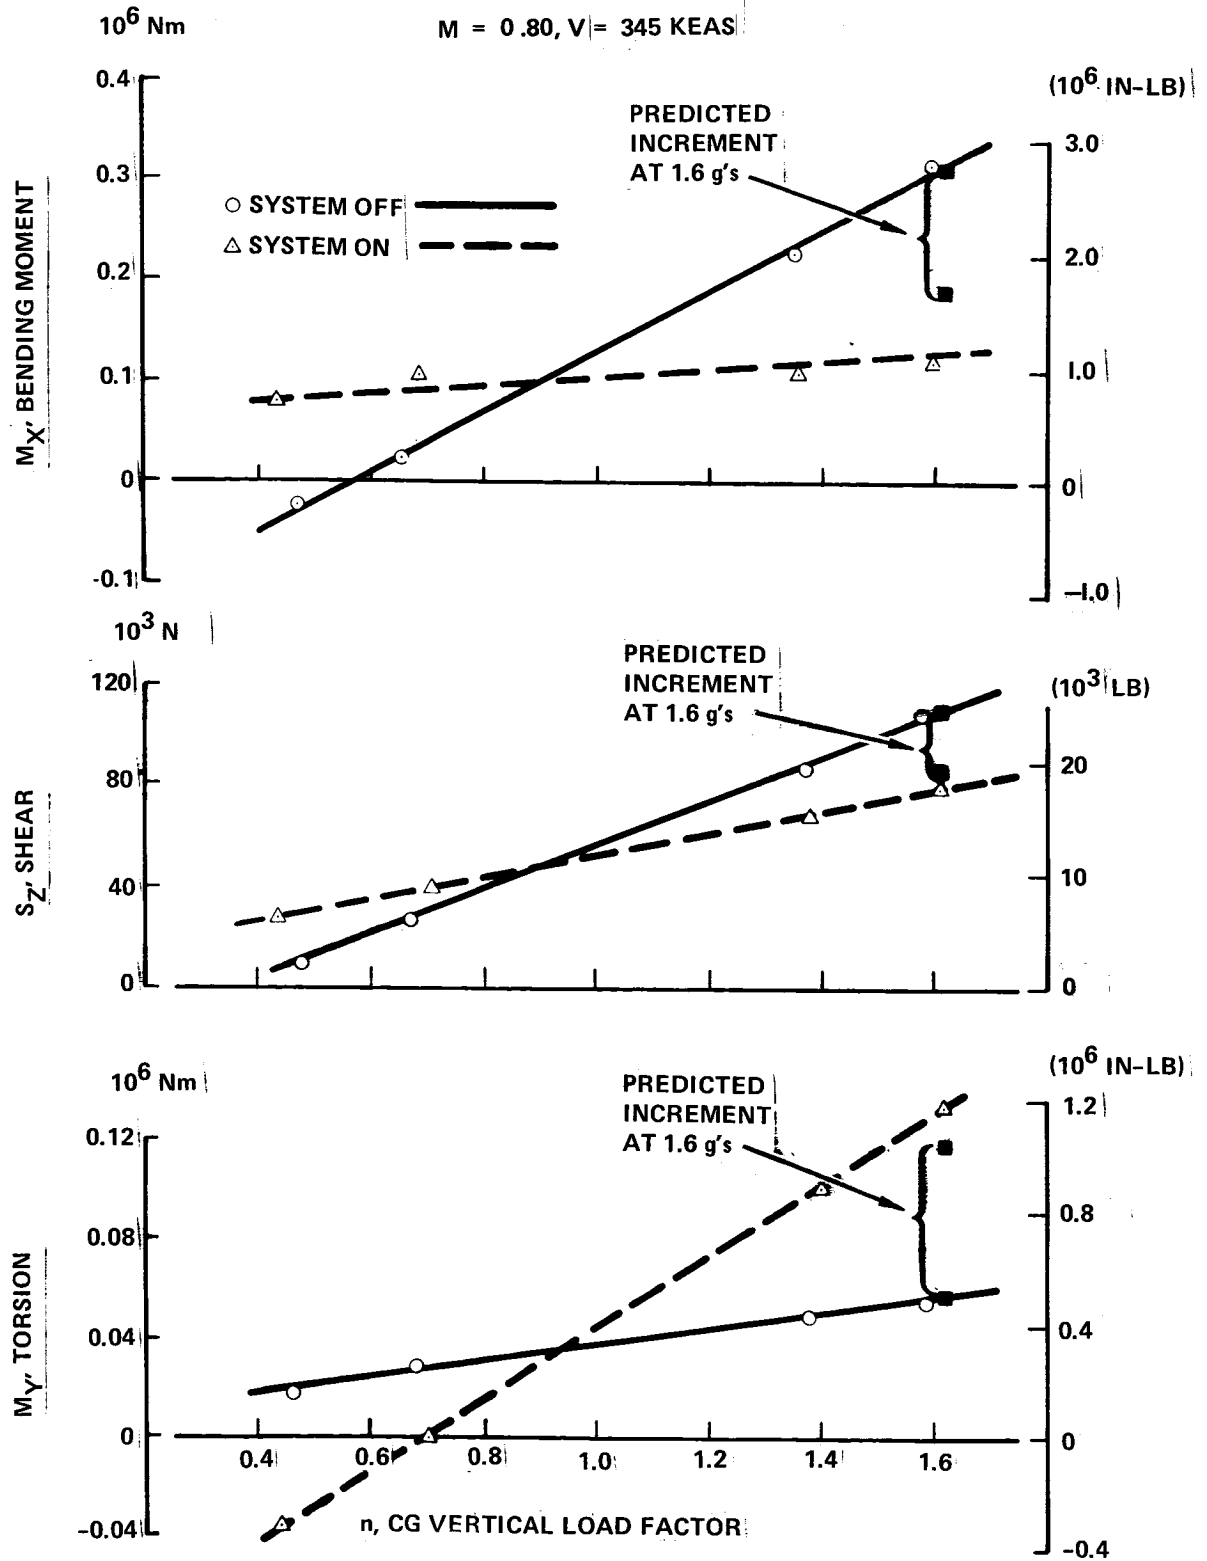 10⁶ Nm
M = 0.80, V = 345 KEAS
0.4
(10⁶ IN-LB)
PREDICTED
INCREMENT
AT 1.6 g's
3.0
0.3
SYSTEM OFF
SYSTEM ON
2.0
0.2
0.1
1.0
0
0
-0.1
-1.0
M_X, BENDING MOMENT
10³ N
PREDICTED
INCREMENT
AT 1.6 g's
120
(10³ LB)
80
20
40
10
0
0
S_Z, SHEAR
10⁶ Nm
(10⁶ IN-LB)
PREDICTED
INCREMENT
AT 1.6 g's
1.2
0.12
0.08
0.8
0.04
0.4
0
0
M_Y, TORSION
0.4 0.6 0.8 1.0 1.2 1.4 1.6
-0.04
n, CG VERTICAL LOAD FACTOR
-0.4